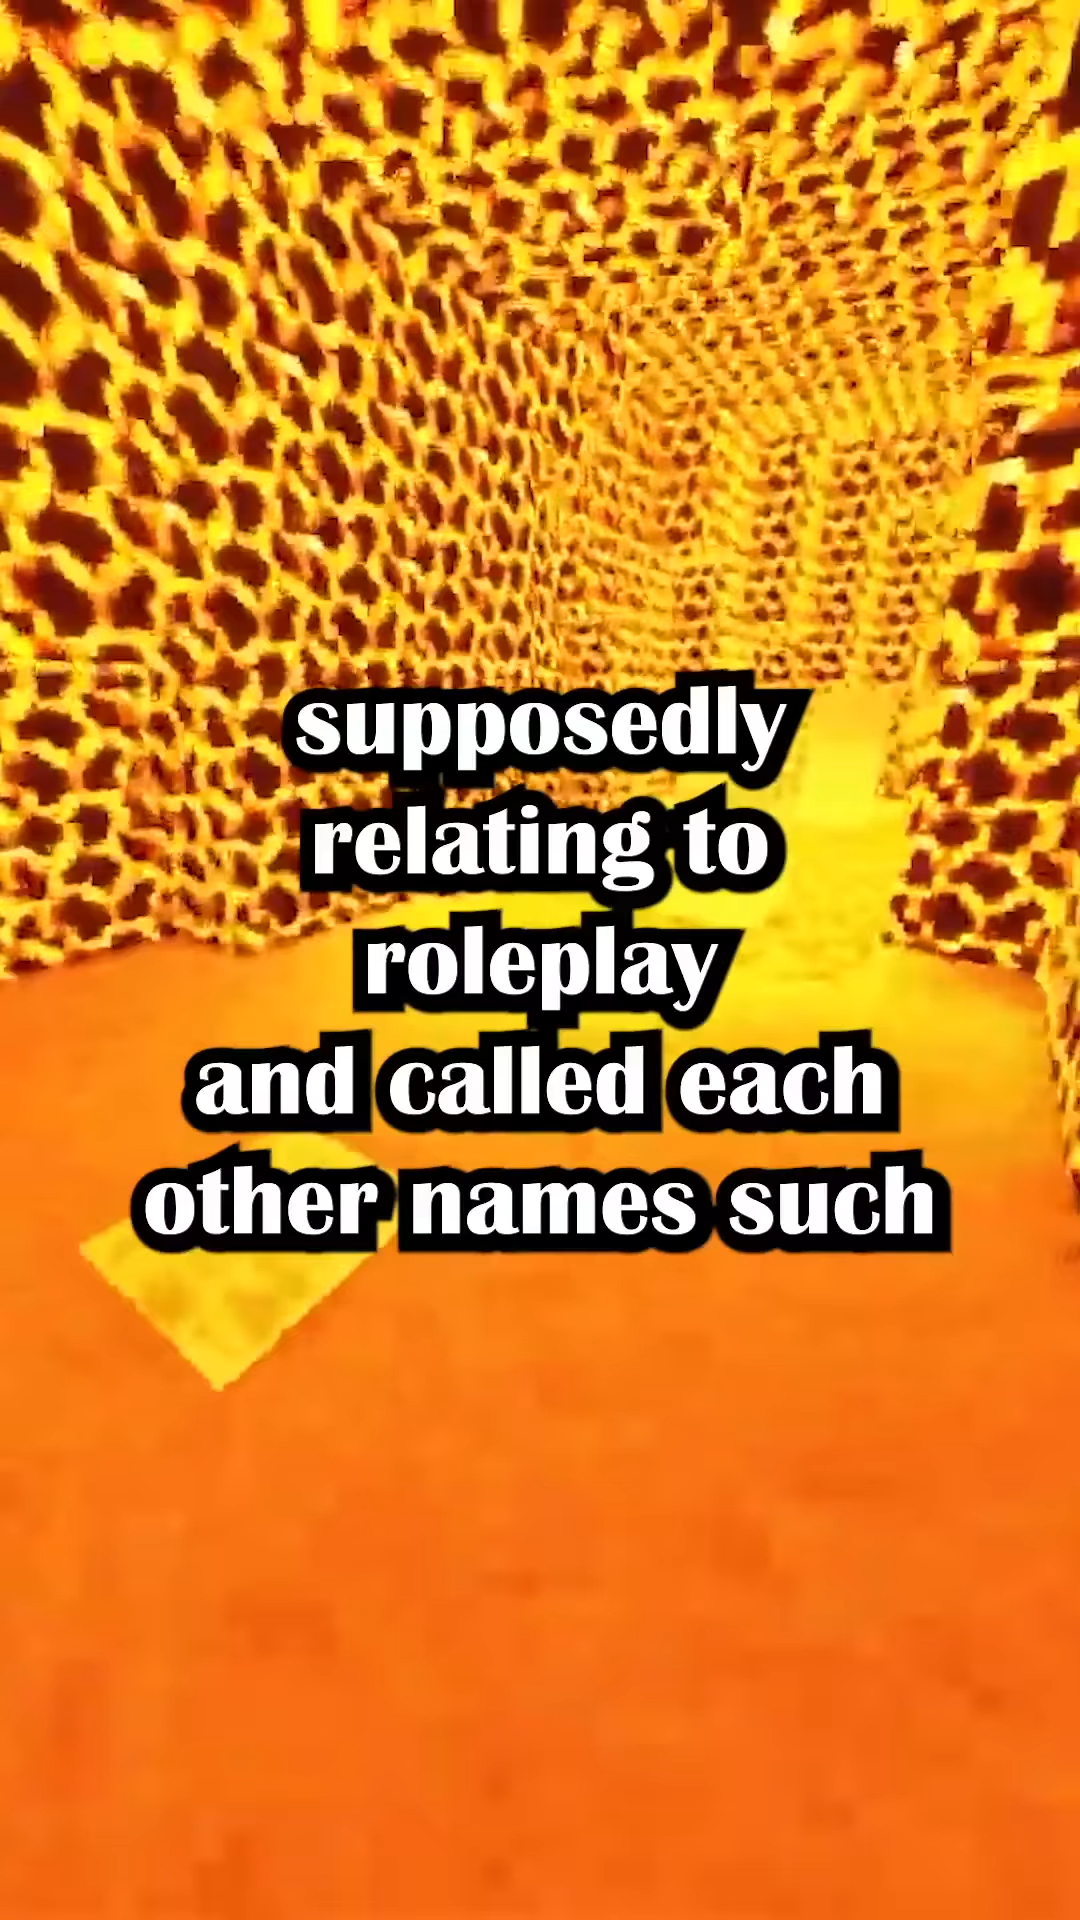 supposedly
relating to
roleplay
and called each
other names such